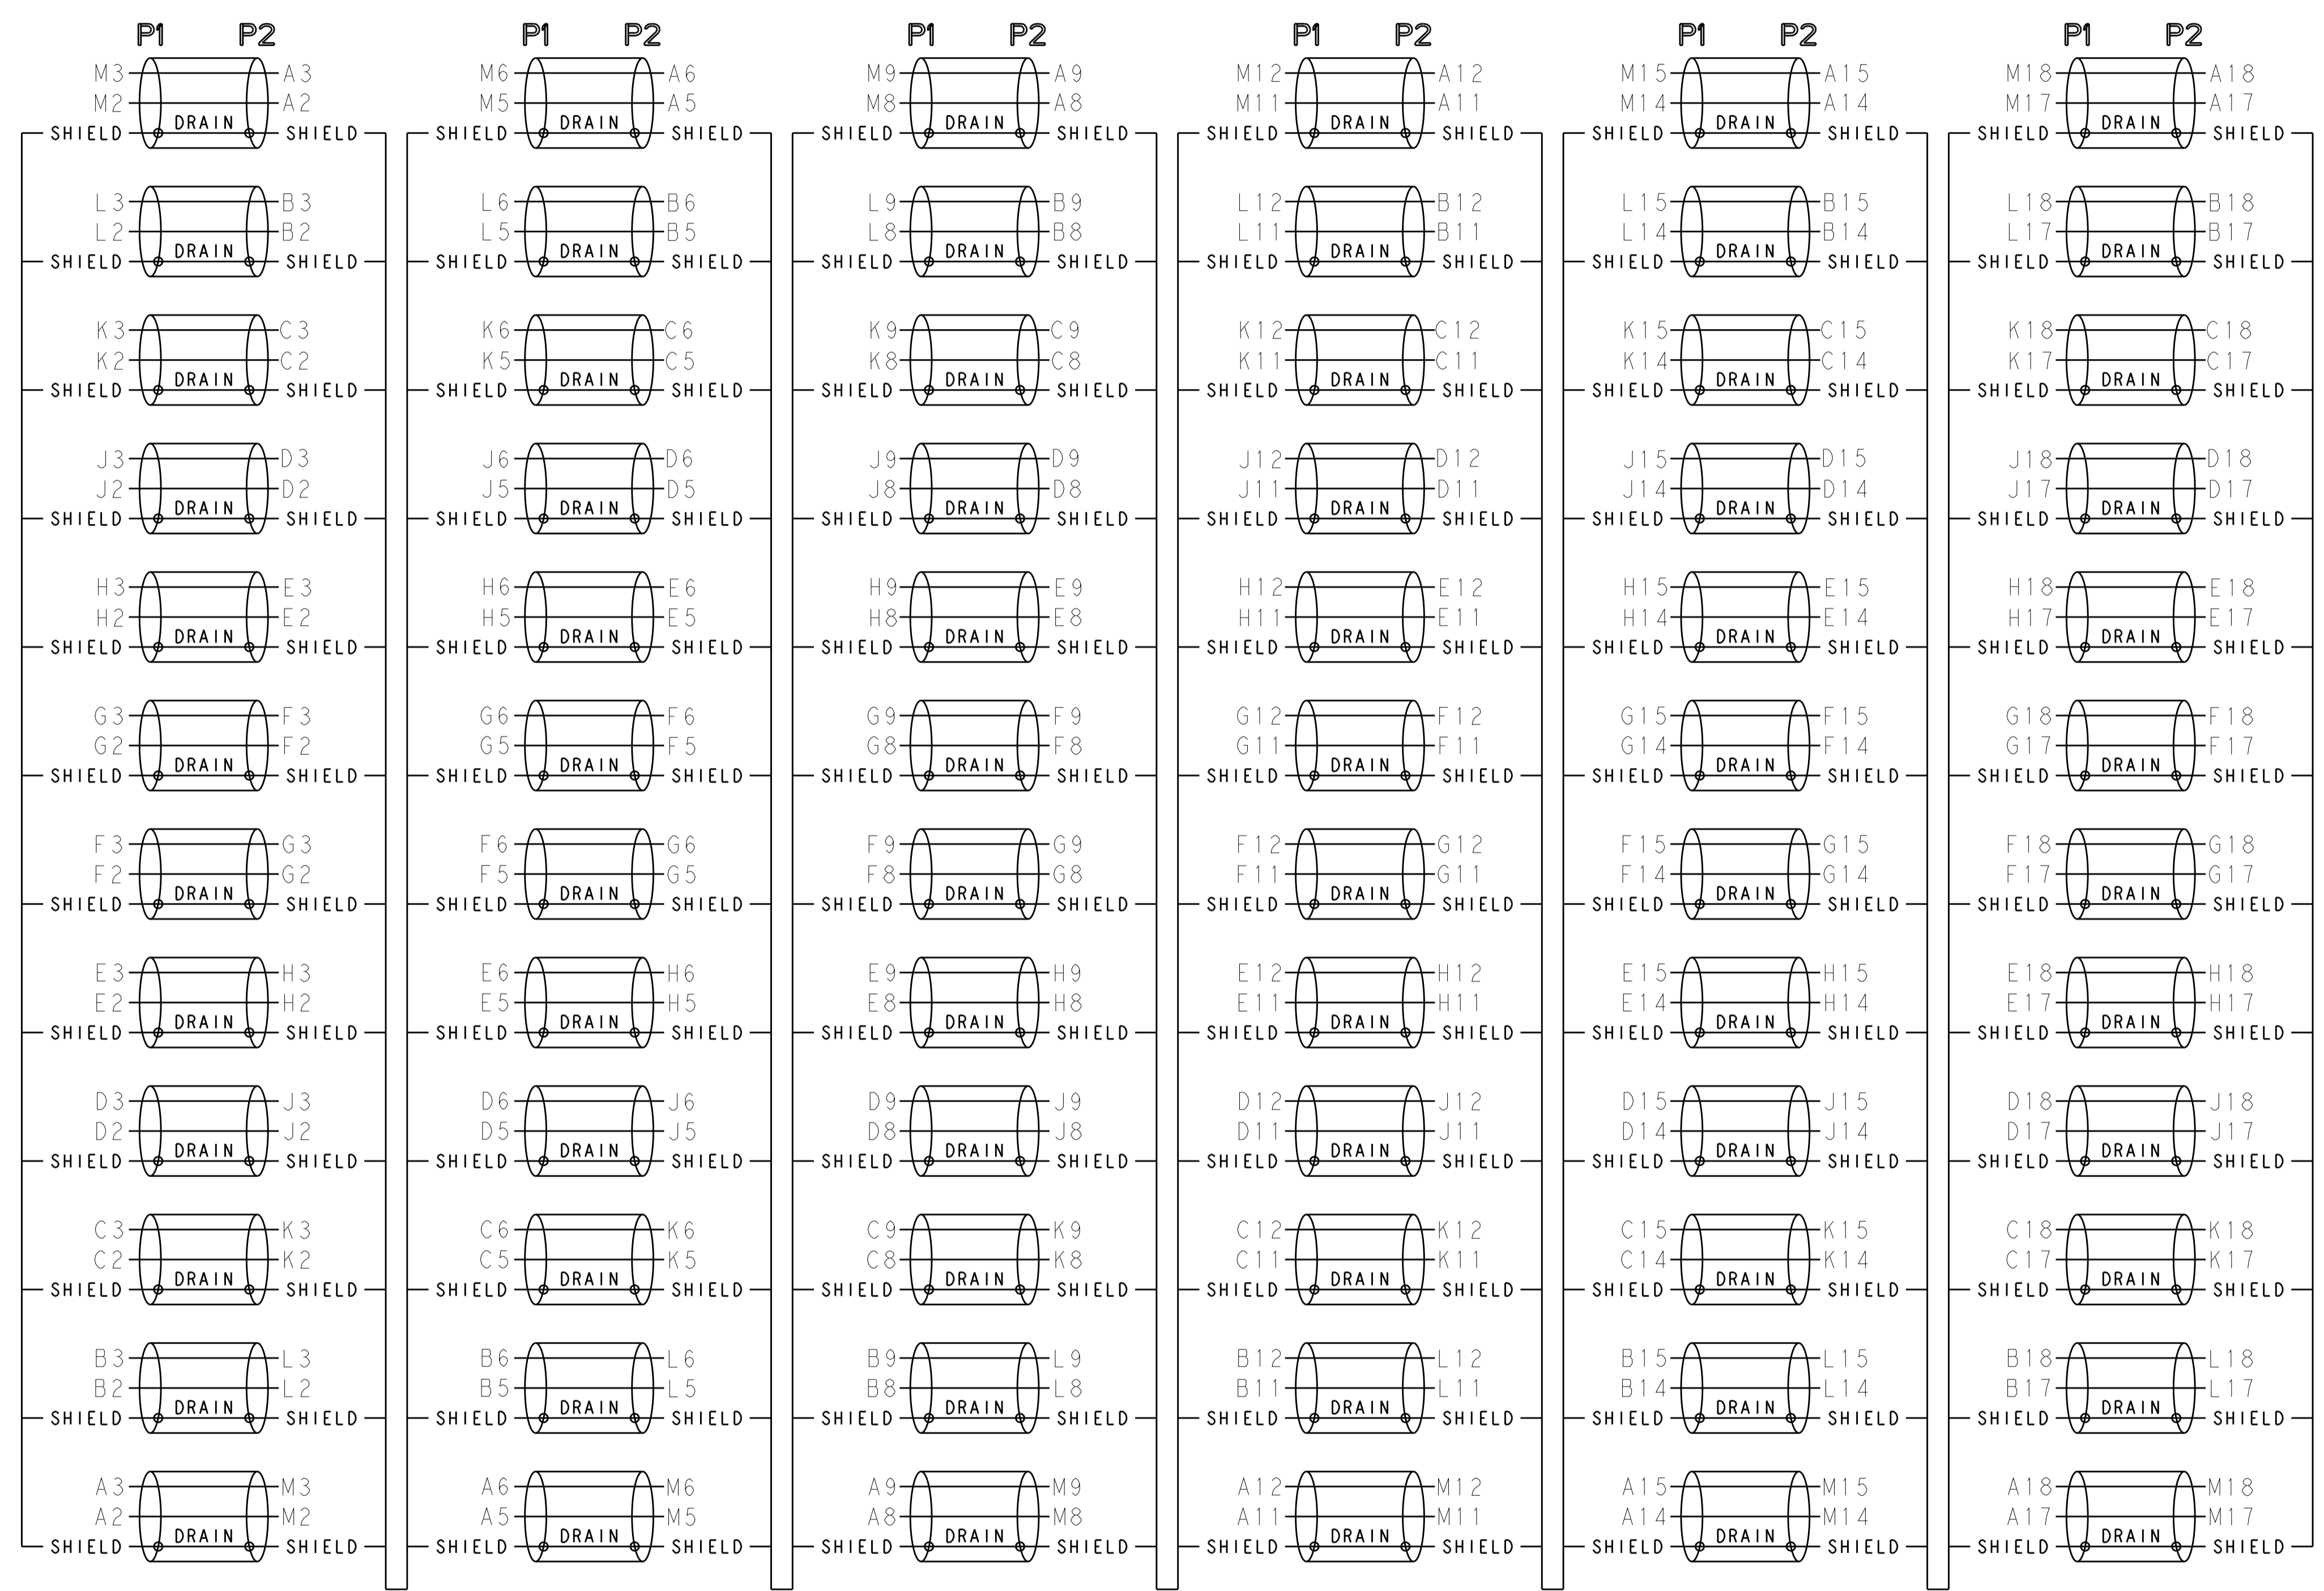 P1 P2 P1 P2 P1 P2 P1 P2 P1 P2 P1 P2
M3 A3 M6 A6 M9 A9 M12 A12 M15 A15 M18 A18
M2 A2 M5 A5 M8 A8 M11 A11 M14 A14 M17 A17
SHIELD DRAIN SHIELD SHIELD DRAIN SHIELD SHIELD DRAIN SHIELD SHIELD DRAIN SHIELD SHIELD DRAIN SHIELD SHIELD DRAIN SHIELD
L3 B3 L6 B6 L9 B9 L12 B12 L15 B15 L18 B18
L2 B2 L5 B5 L8 B8 L11 B11 L14 B14 L17 B17
SHIELD DRAIN SHIELD SHIELD DRAIN SHIELD SHIELD DRAIN SHIELD SHIELD DRAIN SHIELD SHIELD DRAIN SHIELD SHIELD DRAIN SHIELD
K3 C3 K6 C6 K9 C9 K12 C12 K15 C15 K18 C18
K2 C2 K5 C5 K8 C8 K11 C11 K14 C14 K17 C17
SHIELD DRAIN SHIELD SHIELD DRAIN SHIELD SHIELD DRAIN SHIELD SHIELD DRAIN SHIELD SHIELD DRAIN SHIELD SHIELD DRAIN SHIELD
J3 D3 J6 D6 J9 D9 J12 D12 J15 D15 J18 D18
J2 D2 J5 D5 J8 D8 J11 D11 J14 D14 J17 D17
SHIELD DRAIN SHIELD SHIELD DRAIN SHIELD SHIELD DRAIN SHIELD SHIELD DRAIN SHIELD SHIELD DRAIN SHIELD SHIELD DRAIN SHIELD
H3 E3 H6 E6 H9 E9 H12 E12 H15 E15 H18 E18
H2 E2 H5 E5 H8 E8 H11 E11 H14 E14 H17 E17
SHIELD DRAIN SHIELD SHIELD DRAIN SHIELD SHIELD DRAIN SHIELD SHIELD DRAIN SHIELD SHIELD DRAIN SHIELD SHIELD DRAIN SHIELD
G3 F3 G6 F6 G9 F9 G12 F12 G15 F15 G18 F18
G2 F2 G5 F5 G8 F8 G11 F11 G14 F14 G17 F17
SHIELD DRAIN SHIELD SHIELD DRAIN SHIELD SHIELD DRAIN SHIELD SHIELD DRAIN SHIELD SHIELD DRAIN SHIELD SHIELD DRAIN SHIELD
F3 G3 F6 G6 F9 G9 F12 G12 F15 G15 F18 G18
F2 G2 F5 G5 F8 G8 F11 G11 F14 G14 F17 G17
SHIELD DRAIN SHIELD SHIELD DRAIN SHIELD SHIELD DRAIN SHIELD SHIELD DRAIN SHIELD SHIELD DRAIN SHIELD SHIELD DRAIN SHIELD
E3 H3 E6 H6 E9 H9 E12 H12 E15 H15 E18 H18
E2 H2 E5 H5 E8 H8 E11 H11 E14 H14 E17 H17
SHIELD DRAIN SHIELD SHIELD DRAIN SHIELD SHIELD DRAIN SHIELD SHIELD DRAIN SHIELD SHIELD DRAIN SHIELD SHIELD DRAIN SHIELD
D3 J3 D6 J6 D9 J9 D12 J12 D15 J15 D18 J18
D2 J2 D5 J5 D8 J8 D11 J11 D14 J14 D17 J17
SHIELD DRAIN SHIELD SHIELD DRAIN SHIELD SHIELD DRAIN SHIELD SHIELD DRAIN SHIELD SHIELD DRAIN SHIELD SHIELD DRAIN SHIELD
C3 K3 C6 K6 C9 K9 C12 K12 C15 K15 C18 K18
C2 K2 C5 K5 C8 K8 C11 K11 C14 K14 C17 K17
SHIELD DRAIN SHIELD SHIELD DRAIN SHIELD SHIELD DRAIN SHIELD SHIELD DRAIN SHIELD SHIELD DRAIN SHIELD SHIELD DRAIN SHIELD
B3 L3 B6 L6 B9 L9 B12 L12 B15 L15 B18 L18
B2 L2 B5 L5 B8 L8 B11 L11 B14 L14 B17 L17
SHIELD DRAIN SHIELD SHIELD DRAIN SHIELD SHIELD DRAIN SHIELD SHIELD DRAIN SHIELD SHIELD DRAIN SHIELD SHIELD DRAIN SHIELD
A3 M3 A6 M6 A9 M9 A12 M12 A15 M15 A18 M18
A2 M2 A5 M5 A8 M8 A11 M11 A14 M14 A17 M17
SHIELD DRAIN SHIELD SHIELD DRAIN SHIELD SHIELD DRAIN SHIELD SHIELD DRAIN SHIELD SHIELD DRAIN SHIELD SHIELD DRAIN SHIELD